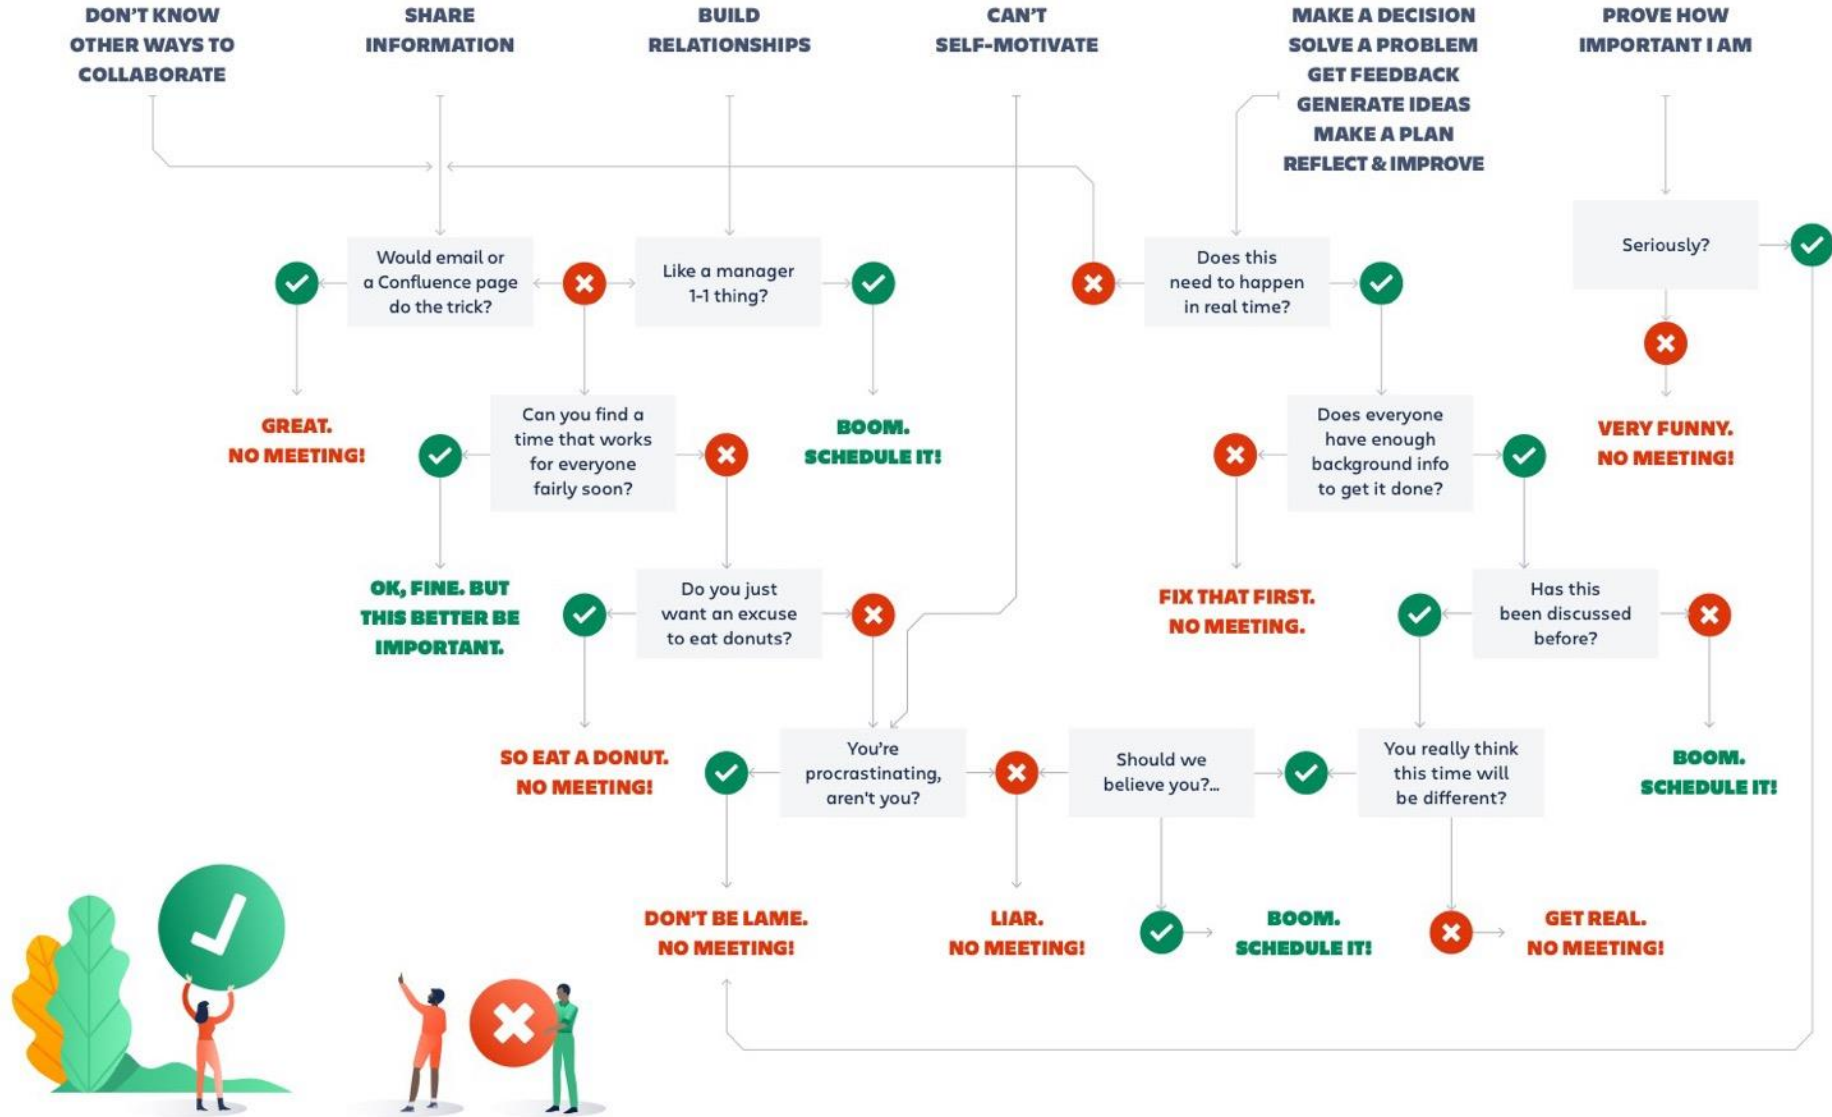 DON'T KNOW
OTHER WAYS TO
COLLABORATE
SHARE
INFORMATION
BUILD
RELATIONSHIPS
CAN'T
SELF-MOTIVATE
MAKE A DECISION
SOLVE A PROBLEM
GET FEEDBACK
GENERATE IDEAS
MAKE A PLAN
REFLECT & IMPROVE
PROVE HOW
IMPORTANT I AM
Would email or
a Confluence page
do the trick?
Like a manager
1-1 thing?
Does this
need to happen
in real time?
Seriously?
GREAT.
NO MEETING!
Can you find a
time that works
for everyone
fairly soon?
BOOM.
SCHEDULE IT!
Does everyone
have enough
background info
to get it done?
VERY FUNNY.
NO MEETING!
OK, FINE. BUT
THIS BETTER BE
IMPORTANT.
Do you just
want an excuse
to eat donuts?
FIX THAT FIRST.
NO MEETING.
Has this
been discussed
before?
SO EAT A DONUT.
NO MEETING!
You're
procrastinating,
aren't you?
Should we
believe you?...
You really think
this time will
be different?
BOOM.
SCHEDULE IT!
DON'T BE LAME.
NO MEETING!
LIAR.
NO MEETING!
BOOM.
SCHEDULE IT!
GET REAL.
NO MEETING!